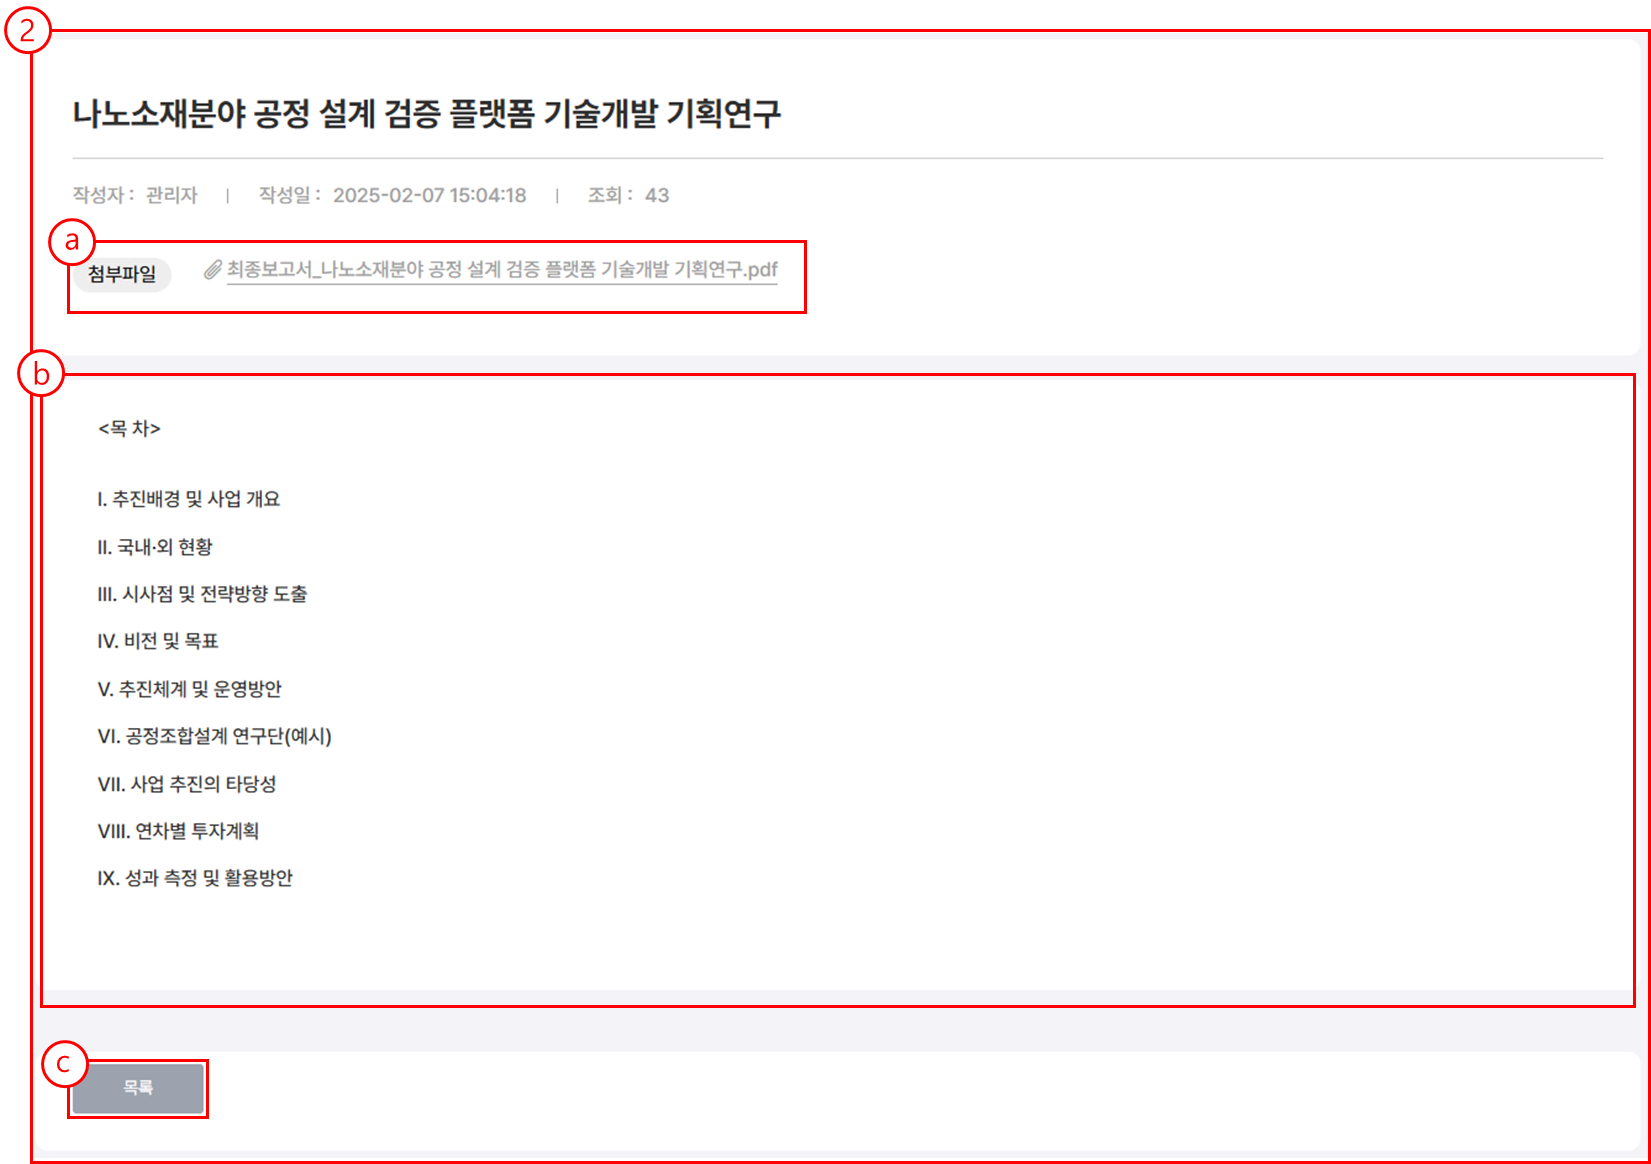 2
나노소재분야 공정 설계 검증 플랫폼 기술개발 기획연구
작성자 : 관리자 | 작성일 : 2025-02-07 15:04:18 | 조회 : 43
a
첨부파일 최종보고서_나노소재분야 공정 설계 검증 플랫폼 기술개발 기획연구.pdf
b
<목 차>
I. 추진배경 및 사업 개요
II. 국내·외 현황
III. 시사점 및 전략방향 도출
IV. 비전 및 목표
V. 추진체계 및 운영방안
VI. 공정조합설계 연구단(예시)
VII. 사업 추진의 타당성
VIII. 연차별 투자계획
IX. 성과 측정 및 활용방안
c
목록